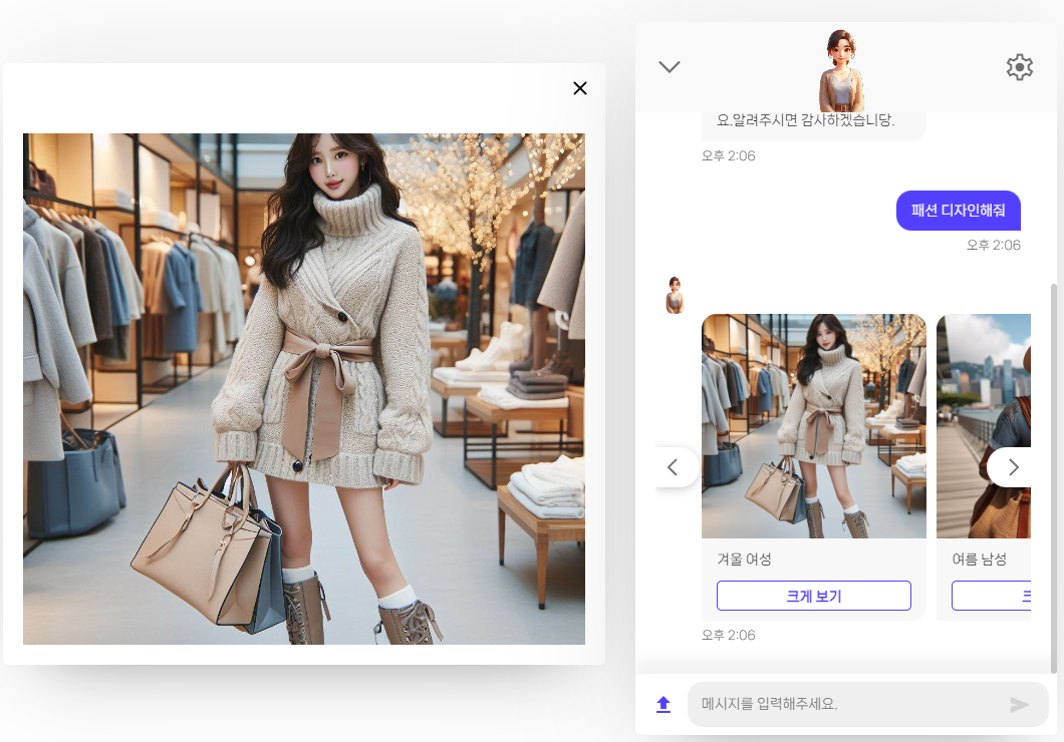 요.알려주시면 감사하겠습니당.
오후 2:06
패션 디자인해줘
오후 2:06
겨울 여성
여름 남성
크게 보기
오후 2:06
메시지를 입력해주세요.